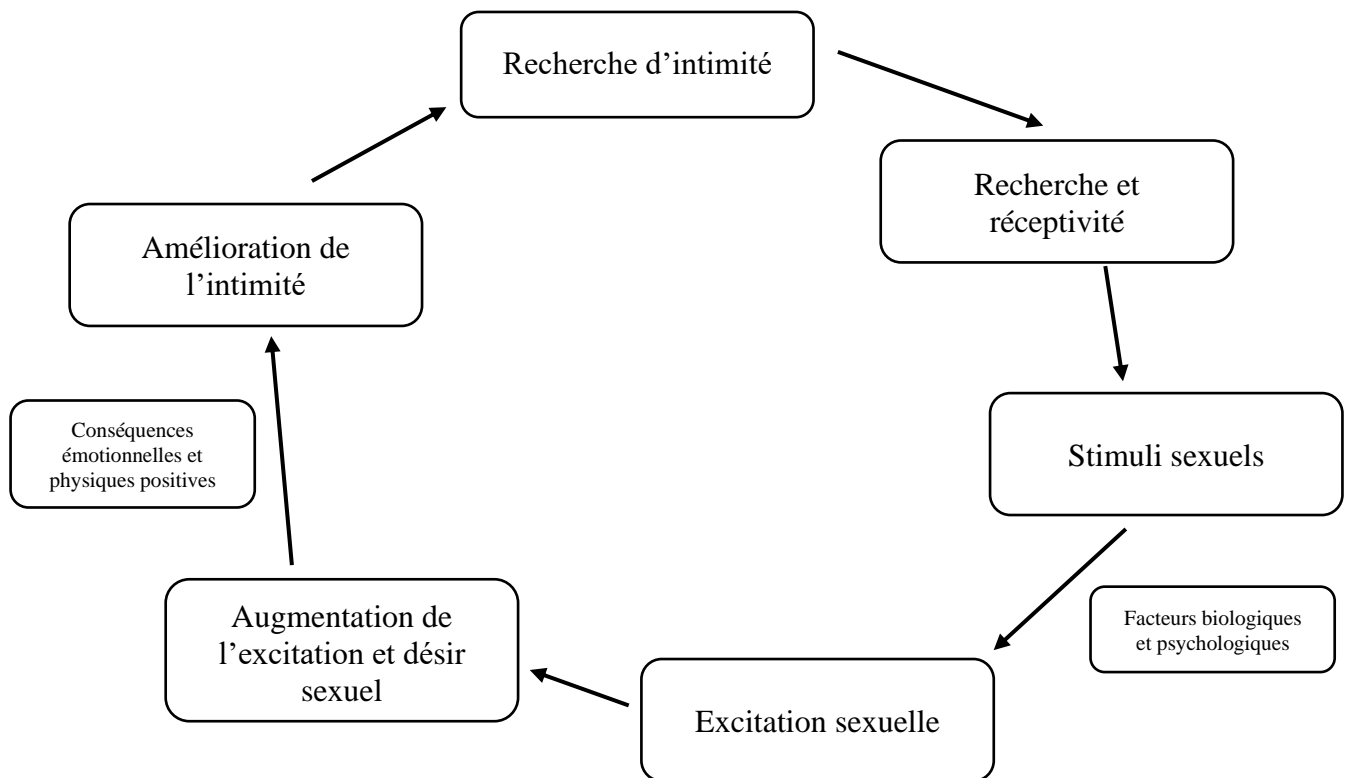 Recherche d’intimité
Recherche et
réceptivité
Amélioration de
l’intimité
Stimuli sexuels
Conséquences
émotionnelles et
physiques positives
Facteurs biologiques
et psychologiques
Augmentation de
l’excitation et désir
sexuel
Excitation sexuelle